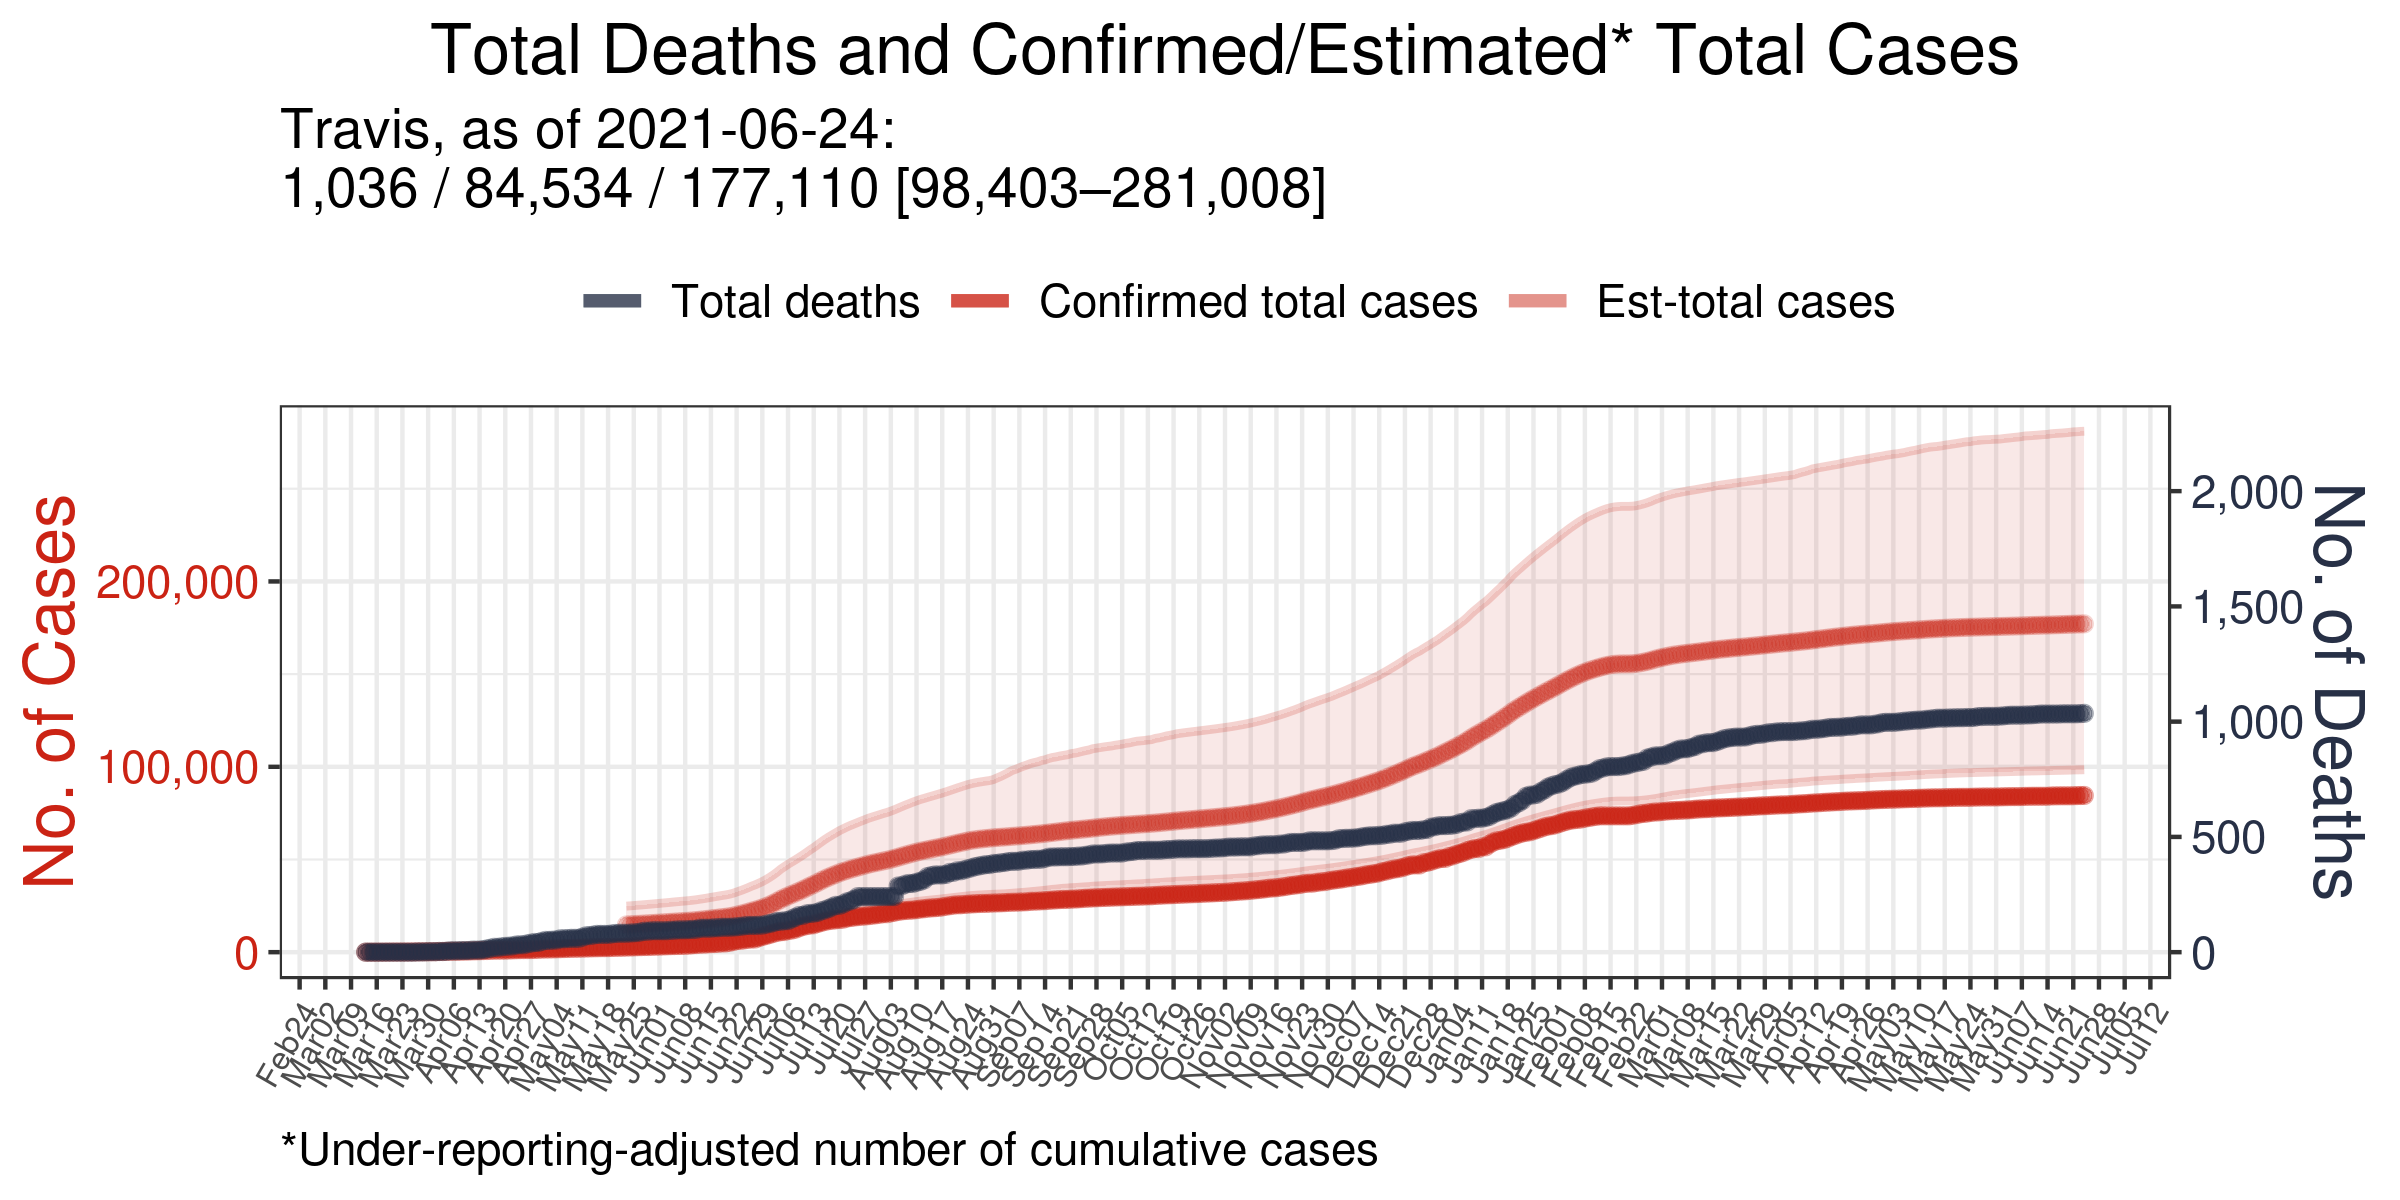 Total Deaths and Confirmed/Estimated* Total Cases
Travis, as of 2021-06-24:
1,036 / 84,534 / 177,110 [98,403–281,008]
Total deaths
Confirmed total cases
Est-total cases
No. of Cases
200,000
100,000
0
2,000
1,500
1,000
500
0
No. of Deaths
Feb24
Mar02
Mar09
Mar16
Mar23
Mar30
Apr06
Apr13
Apr20
Apr27
May04
May11
May18
May25
Jun01
Jun08
Jun15
Jun22
Jun29
Jul06
Jul13
Jul20
Jul27
Aug03
Aug10
Aug17
Aug24
Aug31
Sep07
Sep14
Sep21
Sep28
Oct05
Oct12
Oct19
Oct26
Nov02
Nov09
Nov16
Nov23
Nov30
Dec07
Dec14
Dec21
Dec28
Jan04
Jan11
Jan18
Jan25
Feb01
Feb08
Feb15
Feb22
Mar01
Mar08
Mar15
Mar22
Mar29
Apr05
Apr12
Apr19
Apr26
May03
May10
May17
May24
May31
Jun07
Jun14
Jun21
Jun28
Jul05
Jul12
*Under-reporting-adjusted number of cumulative cases